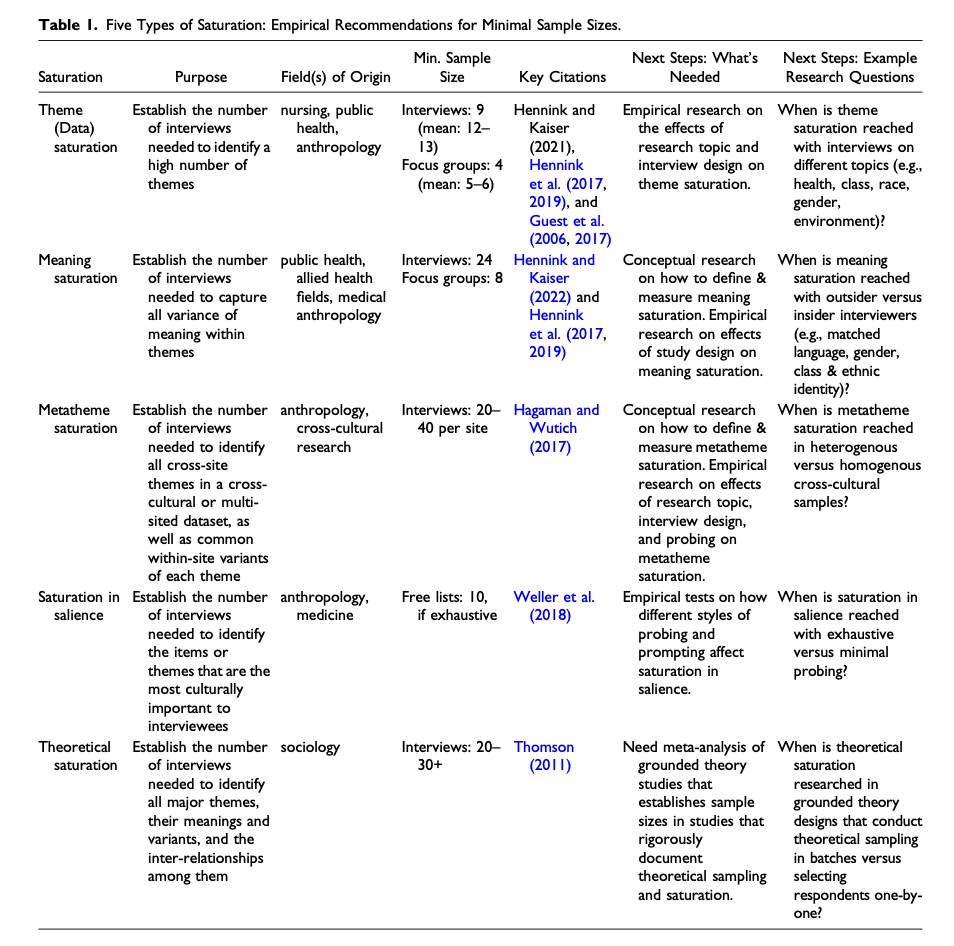 Table 1. Five Types of Saturation: Empirical Recommendations for Minimal Sample Sizes.
Saturation
Purpose
Field(s) of Origin
Min. Sample
Size
Key Citations
Next Steps: What's
Needed
Next Steps: Example
Research Questions
Theme
(Data)
saturation
Establish the number
of interviews
needed to identify a
high number of
themes
nursing, public
health,
anthropology
Interviews: 9
(mean: 12–
13)
Focus groups: 4
(mean: 5–6)
Hennink and
Kaiser
(2021),
Hennink
et al. (2017,
2019), and
Guest et al.
(2006, 2017)
Empirical research on
the effects of
research topic and
interview design on
theme saturation.
When is theme
saturation reached
with interviews on
different topics (e.g.,
health, class, race,
gender,
environment)?
Meaning
saturation
Establish the number
of interviews
needed to capture
all variance of
meaning within
themes
public health,
allied health
fields, medical
anthropology
Interviews: 24
Focus groups: 8
Hennink and
Kaiser
(2022) and
Hennink
et al. (2017,
2019)
Conceptual research
on how to define &
measure meaning
saturation. Empirical
research on effects
of study design on
meaning saturation.
When is meaning
saturation reached
with outsider versus
insider interviewers
(e.g., matched
language, gender,
class & ethnic
identity)?
Metatheme
saturation
Establish the number
of interviews
needed to identify
all cross-site
themes in a cross-
cultural or multi-
sited dataset, as
well as common
within-site variants
of each theme
anthropology,
cross-cultural
research
Interviews: 20–
40 per site
Hagaman and
Wutich
(2017)
Conceptual research
on how to define &
measure metatheme
saturation. Empirical
research on effects
of research topic,
interview design,
and probing on
metatheme
saturation.
When is metatheme
saturation reached
in heterogenous
versus homogenous
cross-cultural
samples?
Saturation in
salience
Establish the number
of interviews
needed to identify
the items or
themes that are the
most culturally
important to
interviewees
anthropology,
medicine
Free lists: 10,
if exhaustive
Weller et al.
(2018)
Empirical tests on how
different styles of
probing and
prompting affect
saturation in
salience.
When is saturation in
salience reached
with exhaustive
versus minimal
probing?
Theoretical
saturation
Establish the number
of interviews
needed to identify
all major themes,
their meanings and
variants, and the
inter-relationships
among them
sociology
Interviews: 20–
30+
Thomson
(2011)
Need meta-analysis of
grounded theory
studies that
establishes sample
sizes in studies that
rigorously
document
theoretical sampling
and saturation.
When is theoretical
saturation
researched in
grounded theory
designs that conduct
theoretical sampling
in batches versus
selecting
respondents one-by-
one?